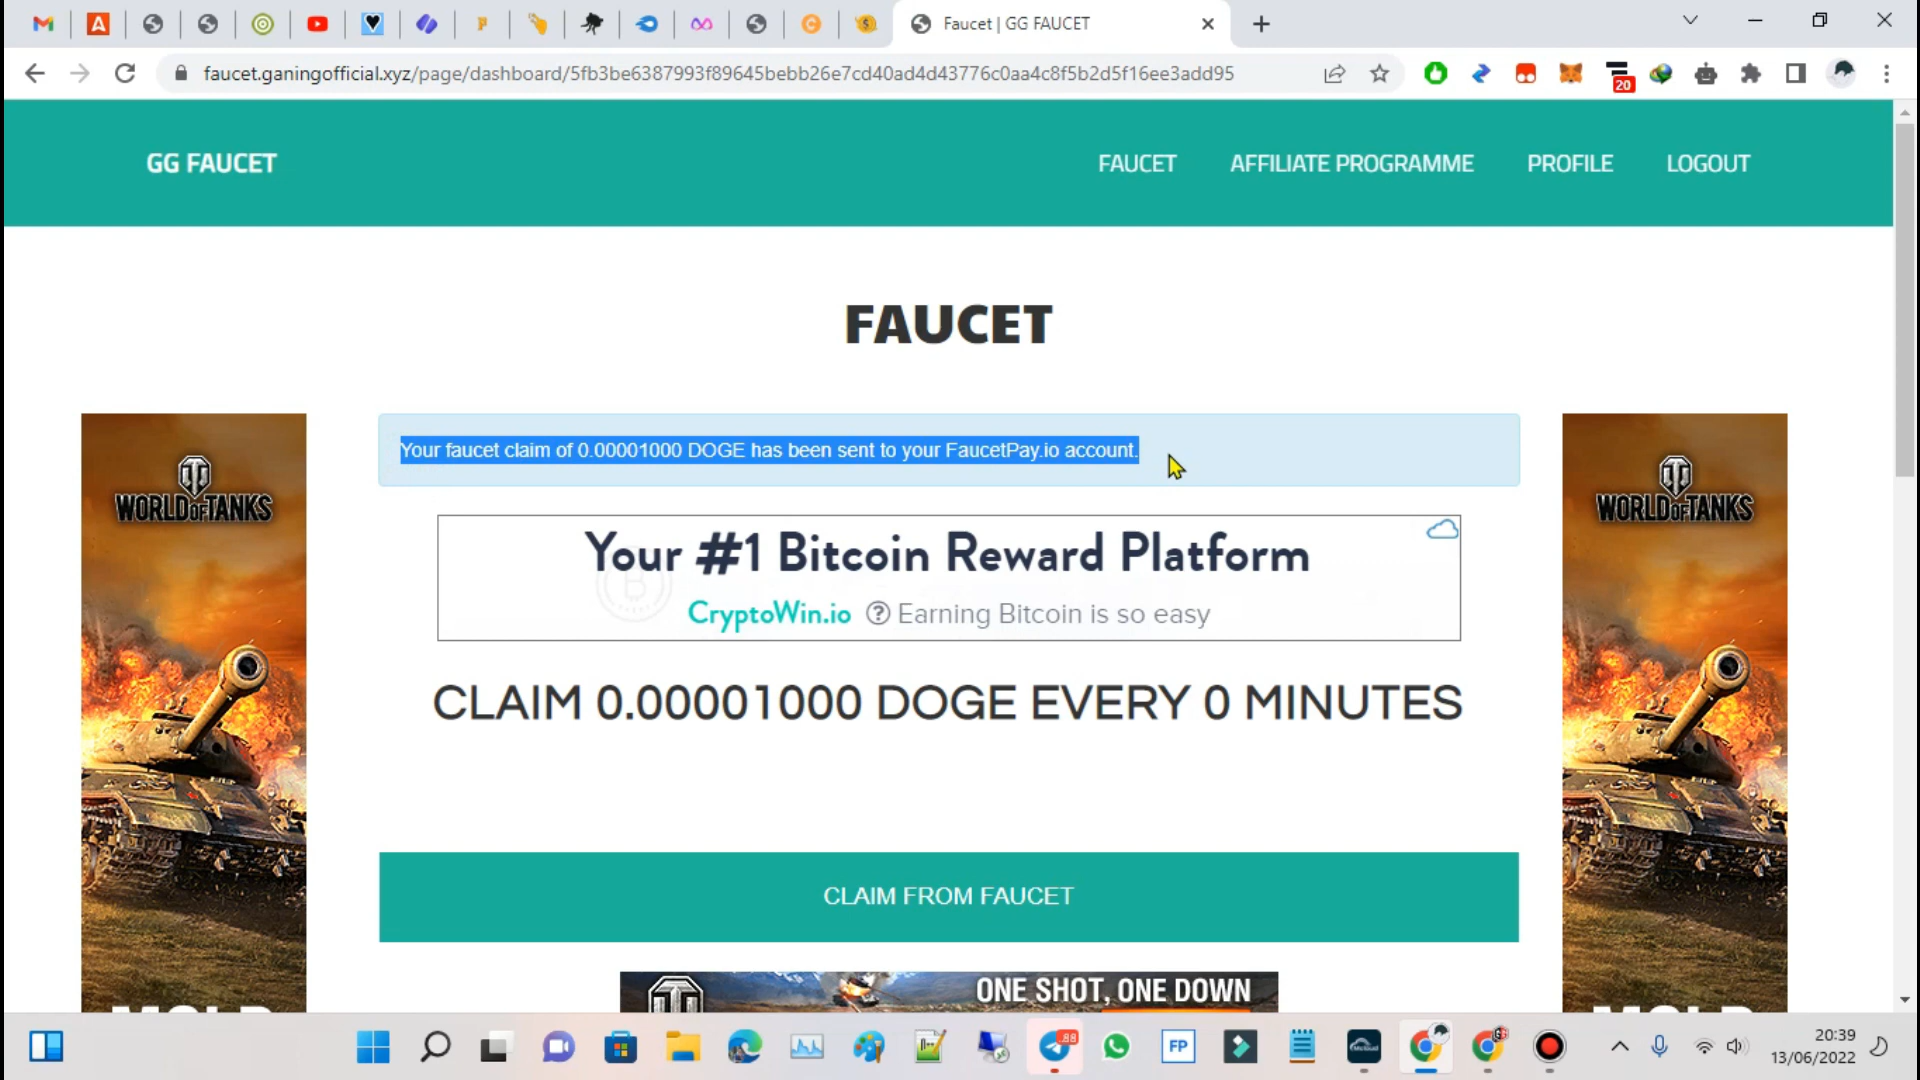 Faucet | GG FAUCET
faucet.ganingofficial.xyz/page/dashboard/5fb3be6387993f89645bebb26e7cd40ad4d43776c0aa4c8f5b2d5f16ee3add95
20
GG FAUCET
FAUCET
AFFILIATE PROGRAMME
PROFILE
LOGOUT
FAUCET
Your faucet claim of 0.00001000 DOGE has been sent to your FaucetPay.io account.
WORLD OF TANKS
WORLD OF TANKS
Your #1 Bitcoin Reward Platform
CryptoWin.io ? Earning Bitcoin is so easy
CLAIM 0.00001000 DOGE EVERY 0 MINUTES
CLAIM FROM FAUCET
ONE SHOT, ONE DOWN
88
FP
20:39
13/06/2022